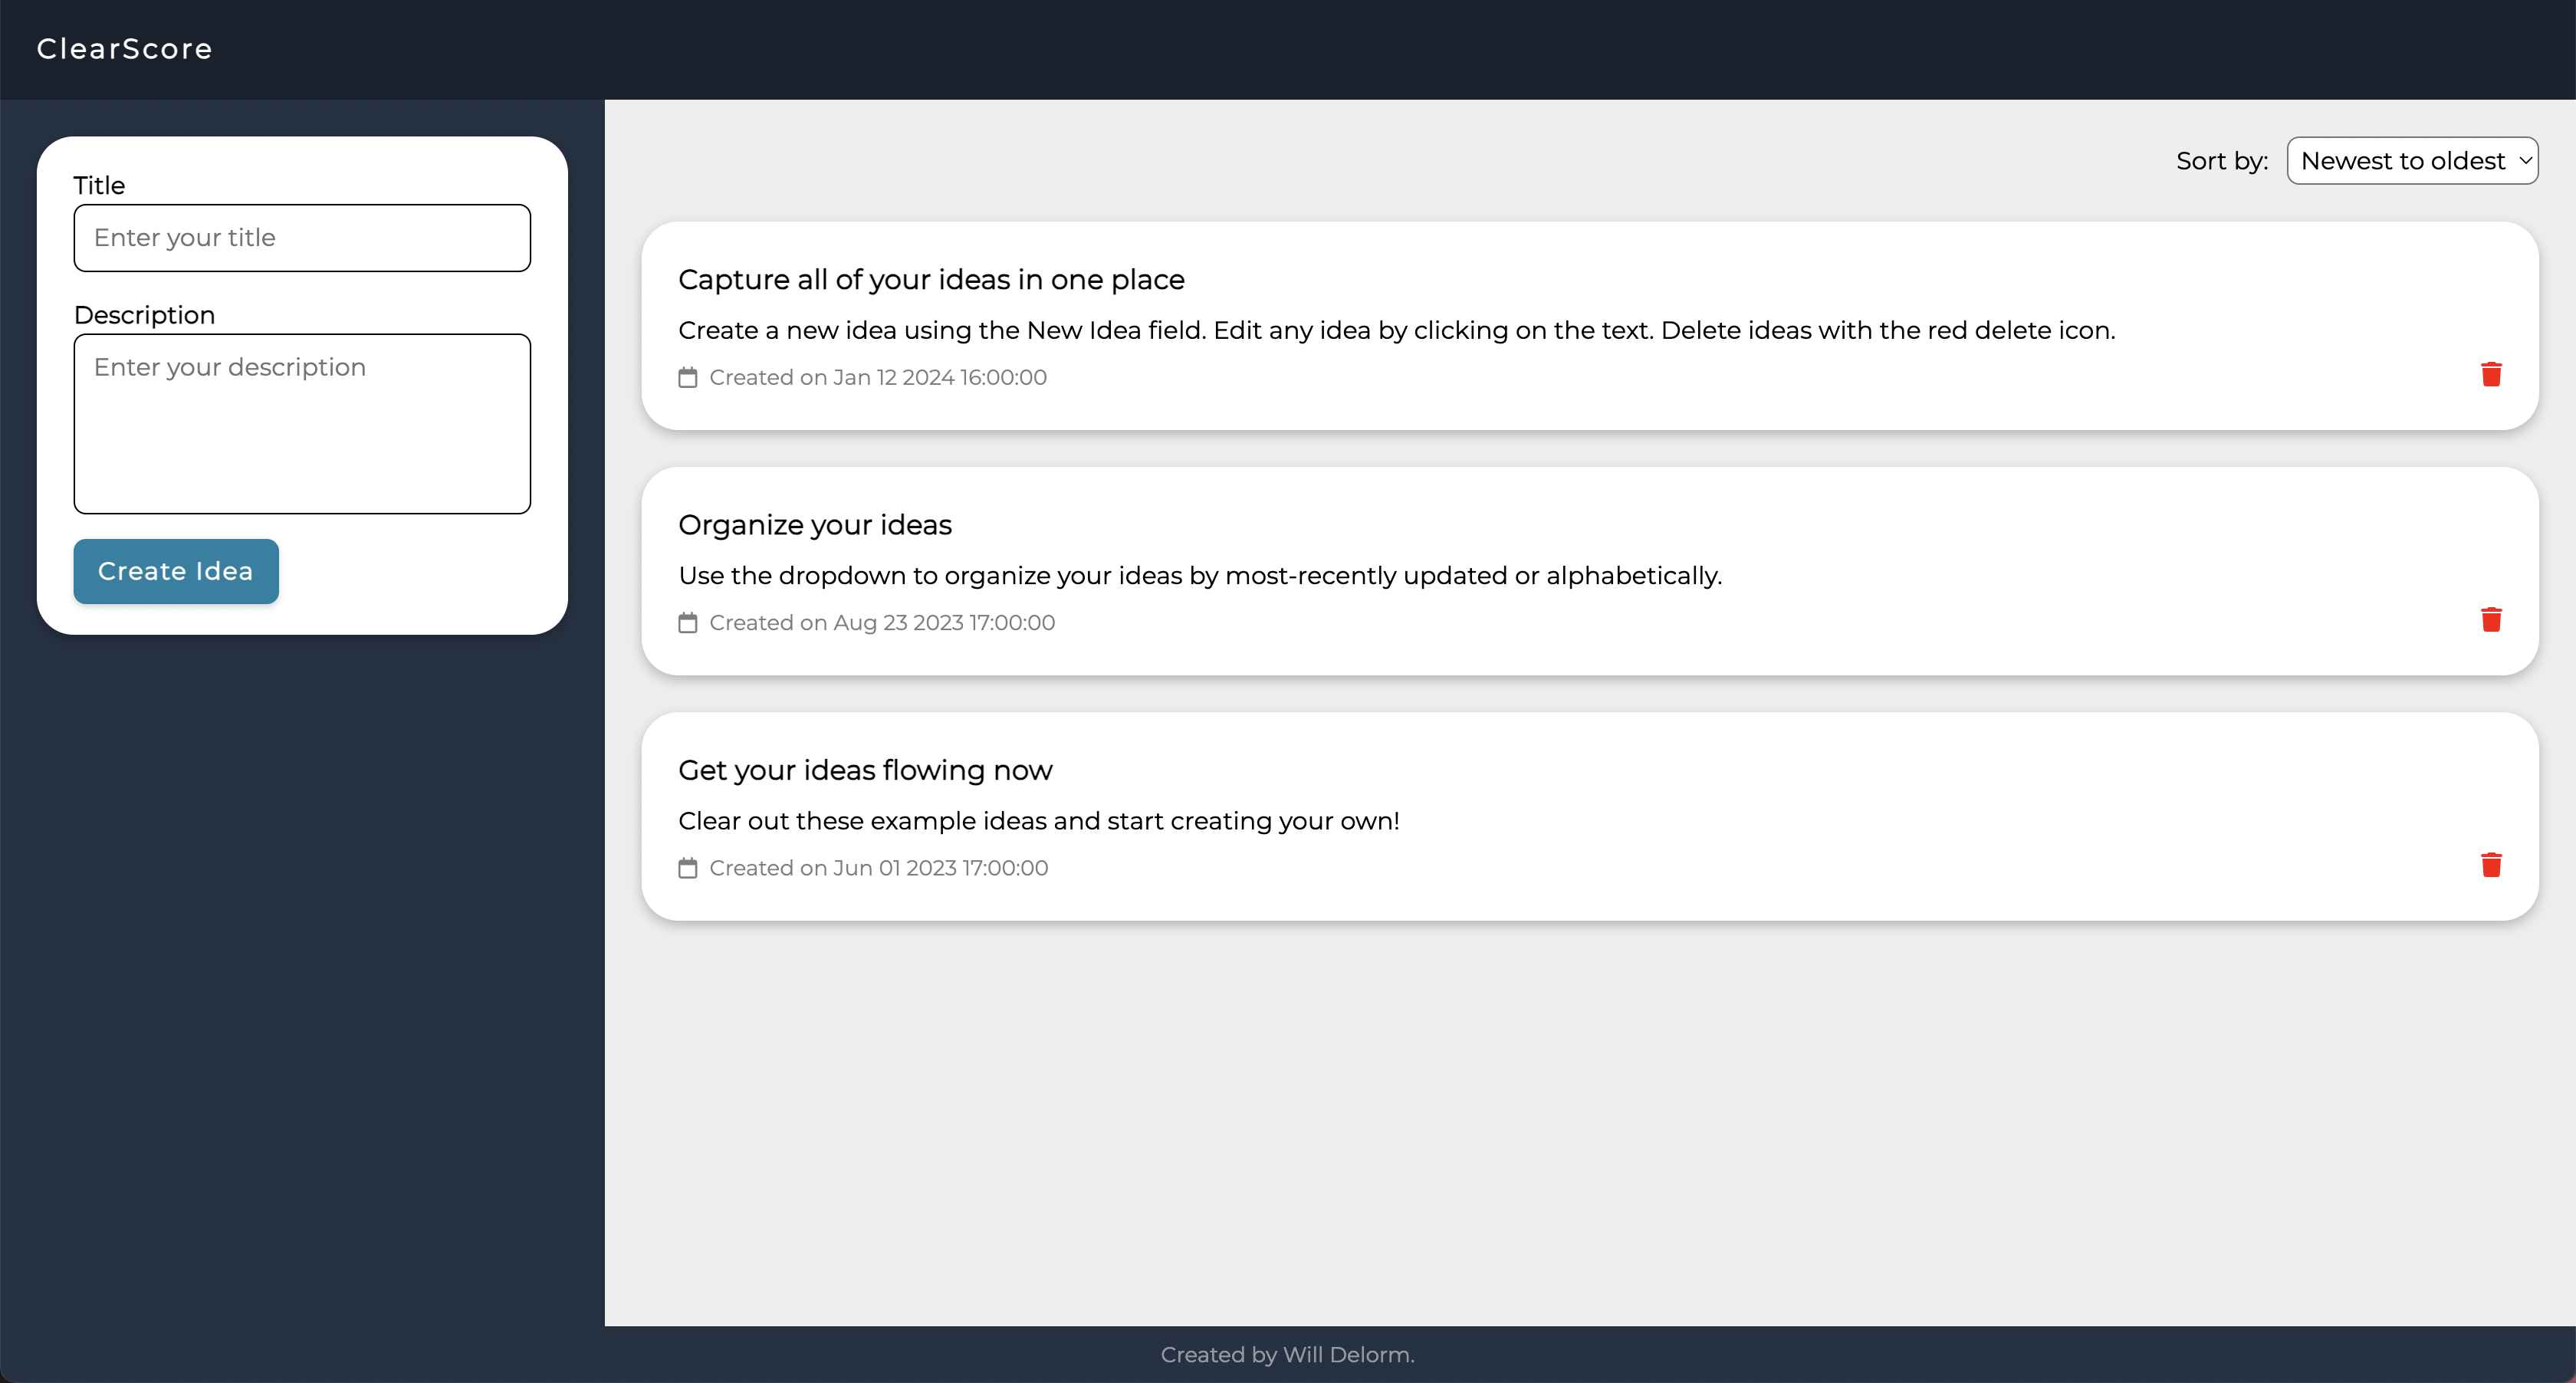 ClearScore
Title
Enter your title
Description
Enter your description
Create Idea
Sort by: Newest to oldest
Capture all of your ideas in one place
Create a new idea using the New Idea field. Edit any idea by clicking on the text. Delete ideas with the red delete icon.
Created on Jan 12 2024 16:00:00
Organize your ideas
Use the dropdown to organize your ideas by most-recently updated or alphabetically.
Created on Aug 23 2023 17:00:00
Get your ideas flowing now
Clear out these example ideas and start creating your own!
Created on Jun 01 2023 17:00:00
Created by Will Delorm.